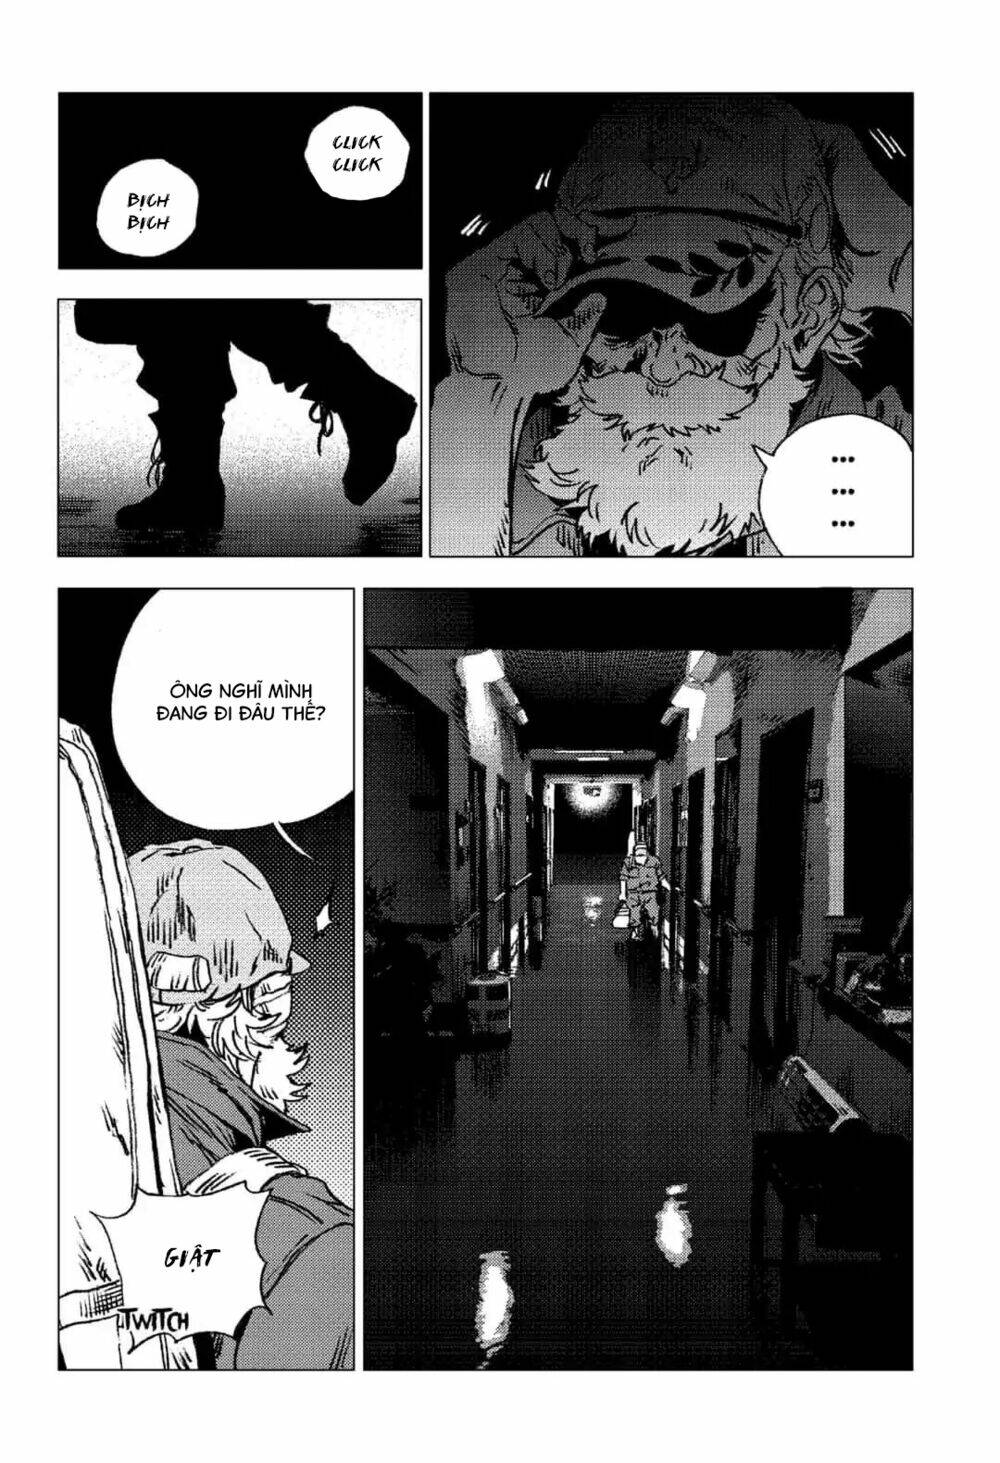 CLICK
CLICK
BỊCH
BỊCH
...
...
...
ÔNG NGHĨ MÌNH
ĐANG ĐI ĐÂU THẾ?
GIẬT
TWITCH